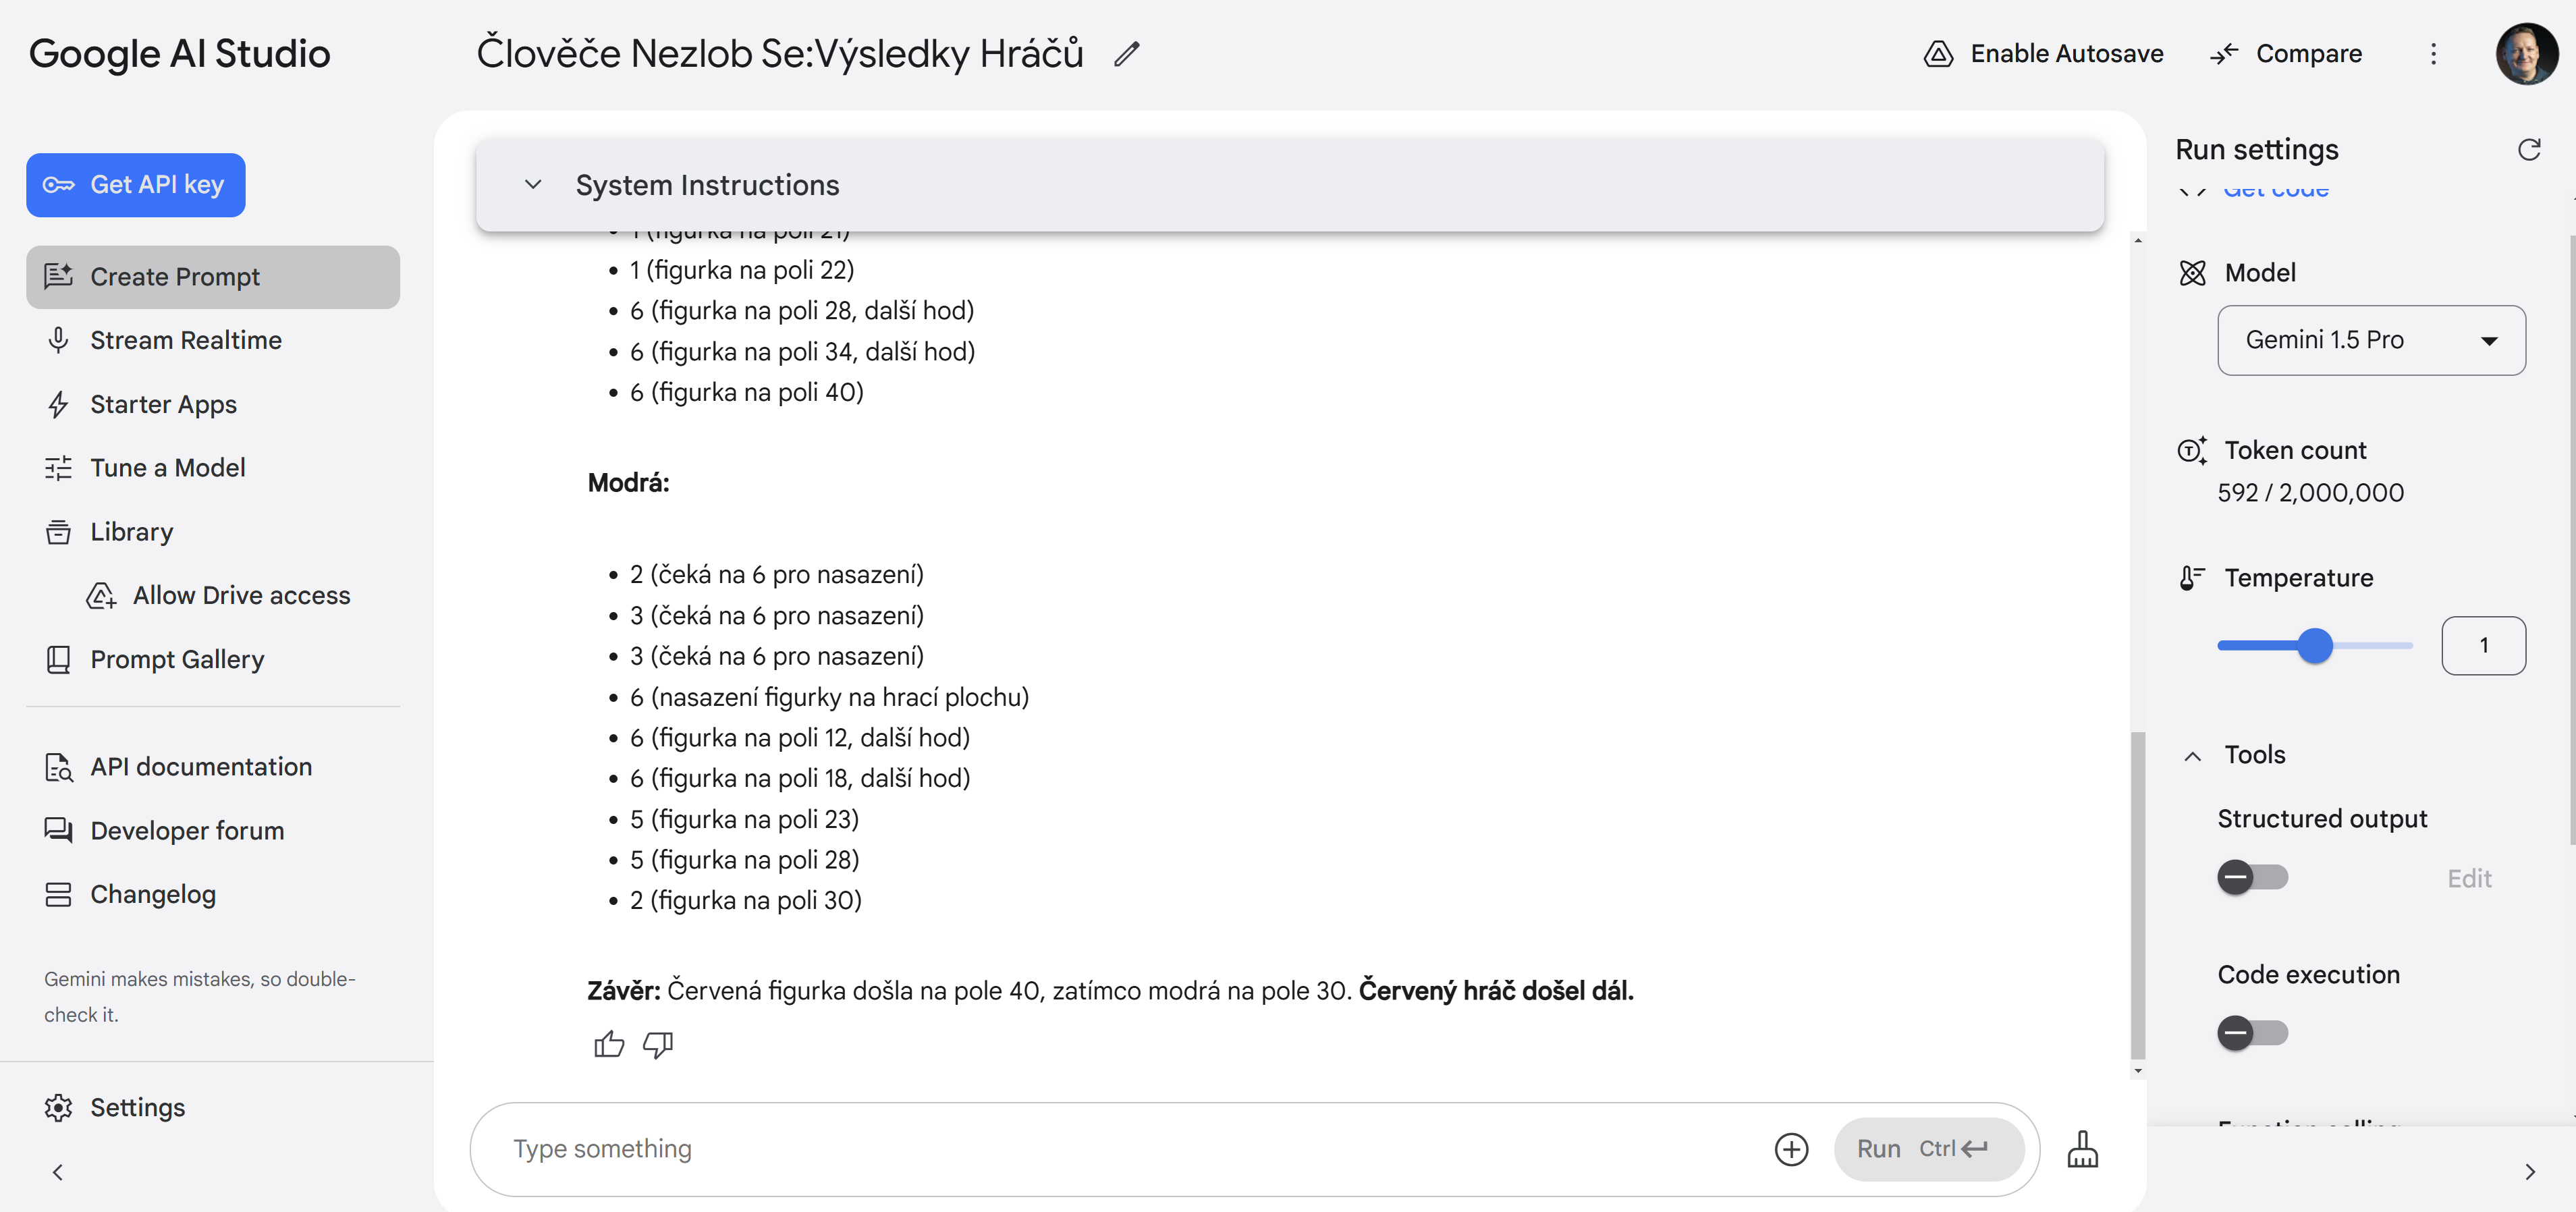 Google AI Studio
Člověče Nezlob Se:Výsledky Hráčů
Enable Autosave
Compare
Get API key
Create Prompt
Stream Realtime
Starter Apps
Tune a Model
Library
Allow Drive access
Prompt Gallery
API documentation
Developer forum
Changelog
Gemini makes mistakes, so double-
check it.
Settings
System Instructions
• 1 (figurka na poli 21)
• 1 (figurka na poli 22)
• 6 (figurka na poli 28, další hod)
• 6 (figurka na poli 34, další hod)
• 6 (figurka na poli 40)
Modrá:
• 2 (čeká na 6 pro nasazení)
• 3 (čeká na 6 pro nasazení)
• 3 (čeká na 6 pro nasazení)
• 6 (nasazení figurky na hrací plochu)
• 6 (figurka na poli 12, další hod)
• 6 (figurka na poli 18, další hod)
• 5 (figurka na poli 23)
• 5 (figurka na poli 28)
• 2 (figurka na poli 30)
Závěr: Červená figurka došla na pole 40, zatímco modrá na pole 30. Červený hráč došel dál.
Type something
Run Ctrl
Run settings
Get code
Model
Gemini 1.5 Pro
Token count
592 / 2,000,000
Temperature
1
Tools
Structured output
Edit
Code execution
Function calling